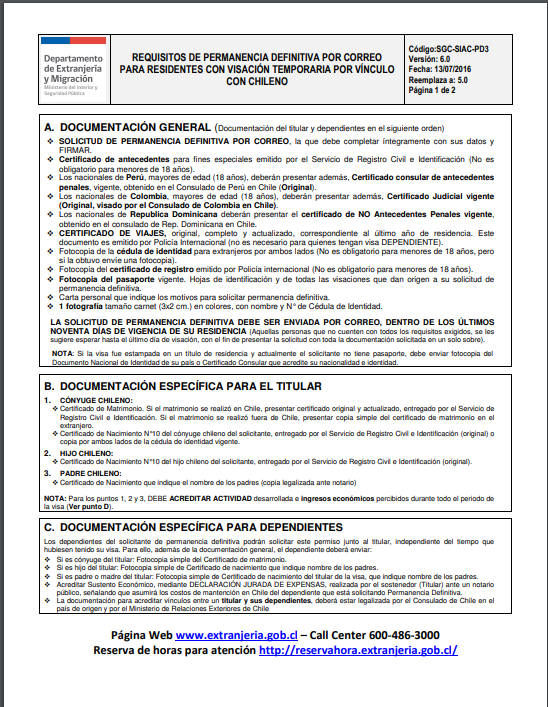 Departamento
de Extranjería
y Migración
Ministerio del Interior y
Seguridad Pública
REQUISITOS DE PERMANENCIA DEFINITIVA POR CORREO
PARA RESIDENTES CON VISACIÓN TEMPORARIA POR VÍNCULO
CON CHILENO
Código:SGC-SIAC-PD3
Versión: 6.0
Fecha: 13/07/2016
Reemplaza a: 5.0
Página 1 de 2
A. DOCUMENTACIÓN GENERAL (Documentación del titular y dependientes en el siguiente orden)
❖ SOLICITUD DE PERMANENCIA DEFINITIVA POR CORREO, la que debe completar íntegramente con sus datos y
FIRMAR.
❖ Certificado de antecedentes para fines especiales emitido por el Servicio de Registro Civil e Identificación (No es
obligatorio para menores de 18 años).
❖ Los nacionales de Perú, mayores de edad (18 años), deberán presentar además, Certificado consular de antecedentes
penales, vigente, obtenido en el Consulado de Perú en Chile (Original).
❖ Los nacionales de Colombia, mayores de edad (18 años), deberán presentar además, Certificado Judicial vigente
(Original, visado por el Consulado de Colombia en Chile).
❖ Los nacionales de Republica Dominicana deberán presentar el certificado de NO Antecedentes Penales vigente,
obtenido en el consulado de Rep. Dominicana en Chile.
❖ CERTIFICADO DE VIAJES, original, completo y actualizado, correspondiente al último año de residencia. Este
documento es emitido por Policía Internacional (no es necesario para quienes tengan visa DEPENDIENTE).
❖ Fotocopia de la cédula de identidad para extranjeros por ambos lados (No es obligatorio para menores de 18 años, pero
si la obtuvo envíe una fotocopia).
❖ Fotocopia del certificado de registro emitido por Policía internacional (No es obligatorio para menores de 18 años).
❖ Fotocopia del pasaporte vigente. Hojas de identificación y de todas las visaciones que dan origen a su solicitud de
permanencia definitiva.
❖ Carta personal que indique los motivos para solicitar permanencia definitiva.
❖ 1 fotografía tamaño carnet (3x2 cm.) en colores, con nombre y N° de Cédula de Identidad.
LA SOLICITUD DE PERMANENCIA DEFINITIVA DEBE SER ENVIADA POR CORREO, DENTRO DE LOS ÚLTIMOS
NOVENTA DÍAS DE VIGENCIA DE SU RESIDENCIA (Aquellas personas que no cuenten con todos los requisitos exigidos, se les
sugiere esperar hasta el último día de visación, con el fin de presentar la solicitud con toda la documentación solicitada en un solo sobre).
NOTA: Si la visa fue estampada en un título de residencia y actualmente el solicitante no tiene pasaporte, debe enviar fotocopia del
Documento Nacional de Identidad de su país o Certificado Consular que acredite su nacionalidad e identidad.
B. DOCUMENTACIÓN ESPECÍFICA PARA EL TITULAR
1. CÓNYUGE CHILENO:
❖ Certificado de Matrimonio. Si el matrimonio se realizó en Chile, presentar certificado original y actualizado, entregado por el Servicio de
Registro Civil e Identificación. Si el matrimonio se realizó fuera de Chile, presentar copia simple del certificado de matrimonio en el
extranjero.
❖ Certificado de Nacimiento N°10 del cónyuge chileno del solicitante, entregado por el Servicio de Registro Civil e Identificación (original) o
copia por ambos lados de la cédula de identidad vigente.
2. HIJO CHILENO:
❖ Certificado de Nacimiento N°10 del hijo chileno del solicitante, entregado por el Servicio de Registro Civil e Identificación (original).
3. PADRE CHILENO:
❖ Certificado de Nacimiento que indique el nombre de los padres (copia legalizada ante notario)
NOTA: Para los puntos 1, 2 y 3, DEBE ACREDITAR ACTIVIDAD desarrollada e ingresos económicos percibidos durante todo el periodo de
la visa (Ver punto D).
C. DOCUMENTACIÓN ESPECÍFICA PARA DEPENDIENTES
Los dependientes del solicitante de permanencia definitiva podrán solicitar este permiso junto al titular, independiente del tiempo que
hubiesen tenido su visa. Para ello, además de la documentación general, el dependiente deberá enviar:
❖ Si es cónyuge del titular: Fotocopia simple del Certificado de matrimonio.
❖ Si es hijo del titular: Fotocopia simple de Certificado de nacimiento que indique nombre de los padres.
❖ Si es padre o madre del titular: Fotocopia simple de Certificado de nacimiento del titular de la visa, que indique nombre de los padres.
❖ Acreditar Sustento Económico, mediante DECLARACIÓN JURADA DE EXPENSAS, realizada por el sostenedor (Titular) ante un notario
público, señalando que asumirá los costos de mantención en Chile del dependiente que está solicitando Permanencia Definitiva.
❖ La documentación para acreditar vínculos entre un titular y sus dependientes, deberá estar legalizada por el Consulado de Chile en el
país de origen y por el Ministerio de Relaciones Exteriores de Chile
Página Web www.extranjeria.gob.cl – Call Center 600-486-3000
Reserva de horas para atención http://reservahora.extranjeria.gob.cl/